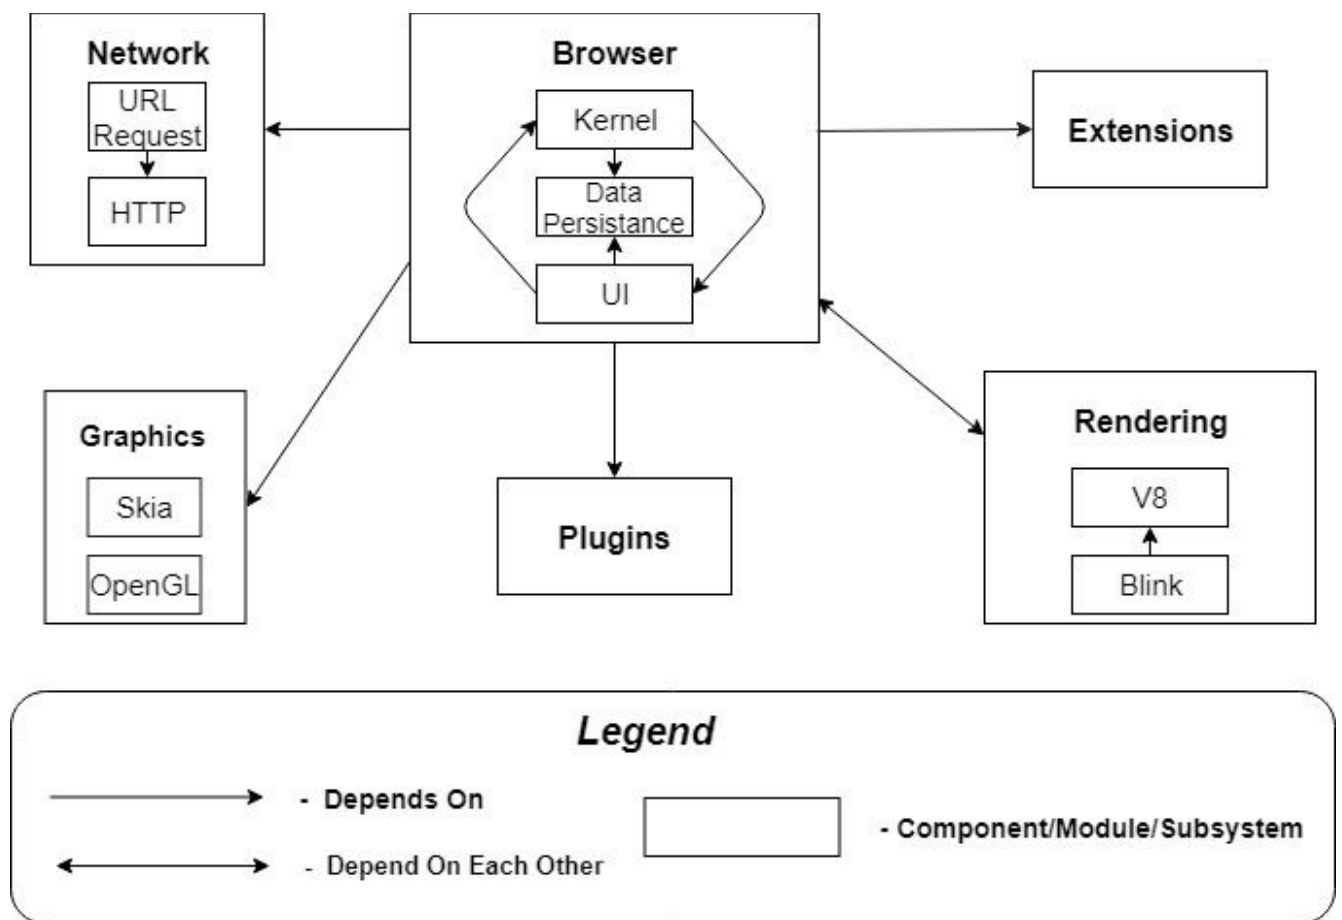 Network
URL
Request
HTTP
Browser
Kernel
Data
Persistance
UI
Extensions
Graphics
Skia
OpenGL
Plugins
Rendering
V8
Blink
Legend
- Depends On
- Depend On Each Other
- Component/Module/Subsystem